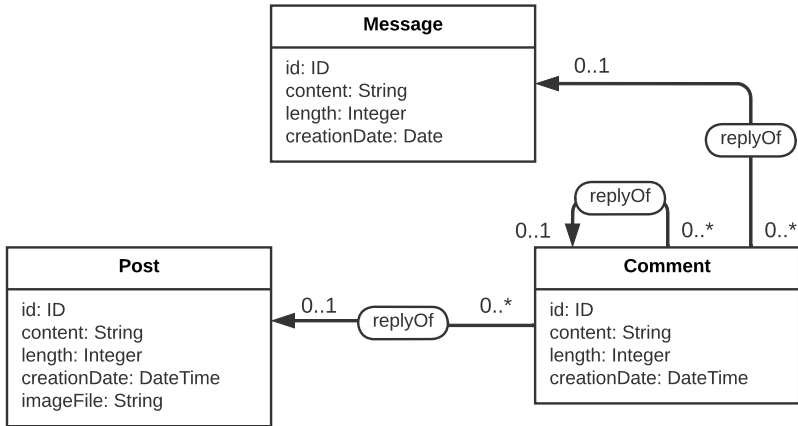 Message
id: ID
content: String
length: Integer
creationDate: Date
0..1
replyOf
replyOf
0..1
0..*
0..*
Post
id: ID
content: String
length: Integer
creationDate: DateTime
imageFile: String
0..1
replyOf
0..*
Comment
id: ID
content: String
length: Integer
creationDate: DateTime